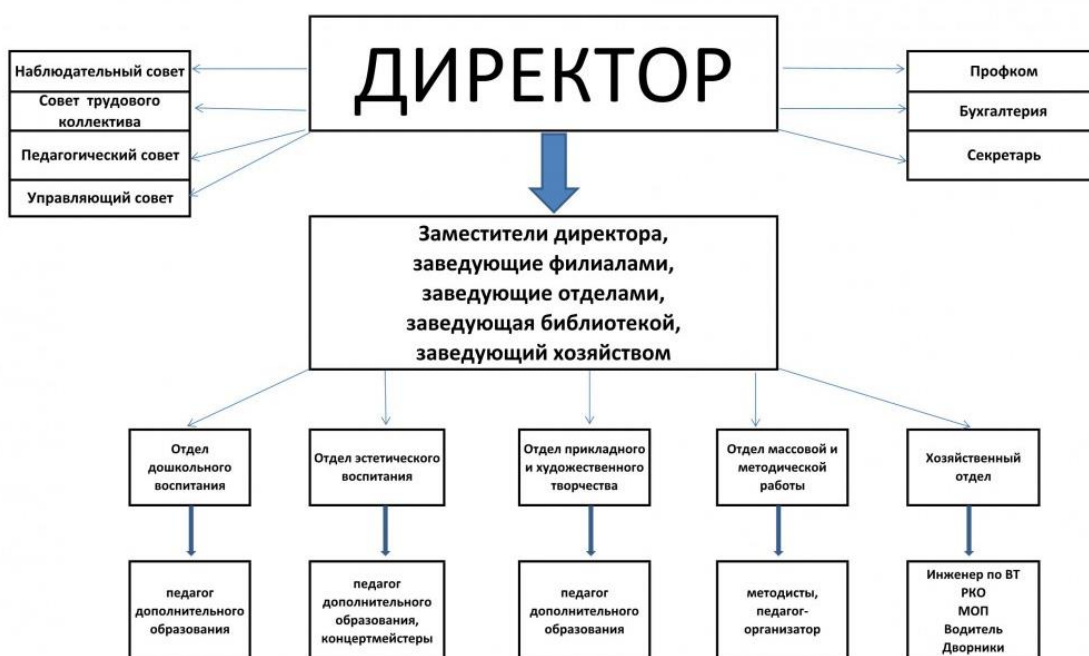 ДИРЕКТОР
Наблюдательный совет
Совет трудового
коллектива
Педагогический совет
Управляющий совет
Профком
Бухгалтерия
Секретарь
Заместители директора,
заведующие филиалами,
заведующие отделами,
заведующая библиотекой,
заведующий хозяйством
Отдел
дошкольного
воспитания
Отдел эстетического
воспитания
Отдел прикладного
и художественного
творчества
Отдел массовой и
методической
работы
Хозяйственный
отдел
педагог
дополнительного
образования
педагог
дополнительного
образования,
концертмейстеры
педагог
дополнительного
образования
методисты,
педагог-
организатор
Инженер по ВТ
РКО
МОП
Водитель
Дворники